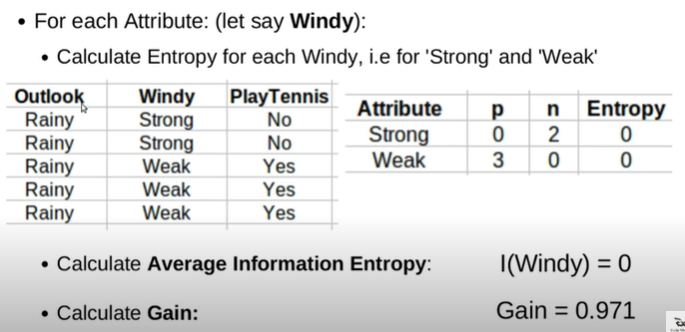 • For each Attribute: (let say Windy):
• Calculate Entropy for each Windy, i.e for 'Strong' and 'Weak'
Outlook Windy PlayTennis
Rainy Strong No
Rainy Strong No
Rainy Weak Yes
Rainy Weak Yes
Rainy Weak Yes
Attribute p n Entropy
Strong 0 2 0
Weak 3 0 0
• Calculate Average Information Entropy: I(Windy) = 0
• Calculate Gain: Gain = 0.971